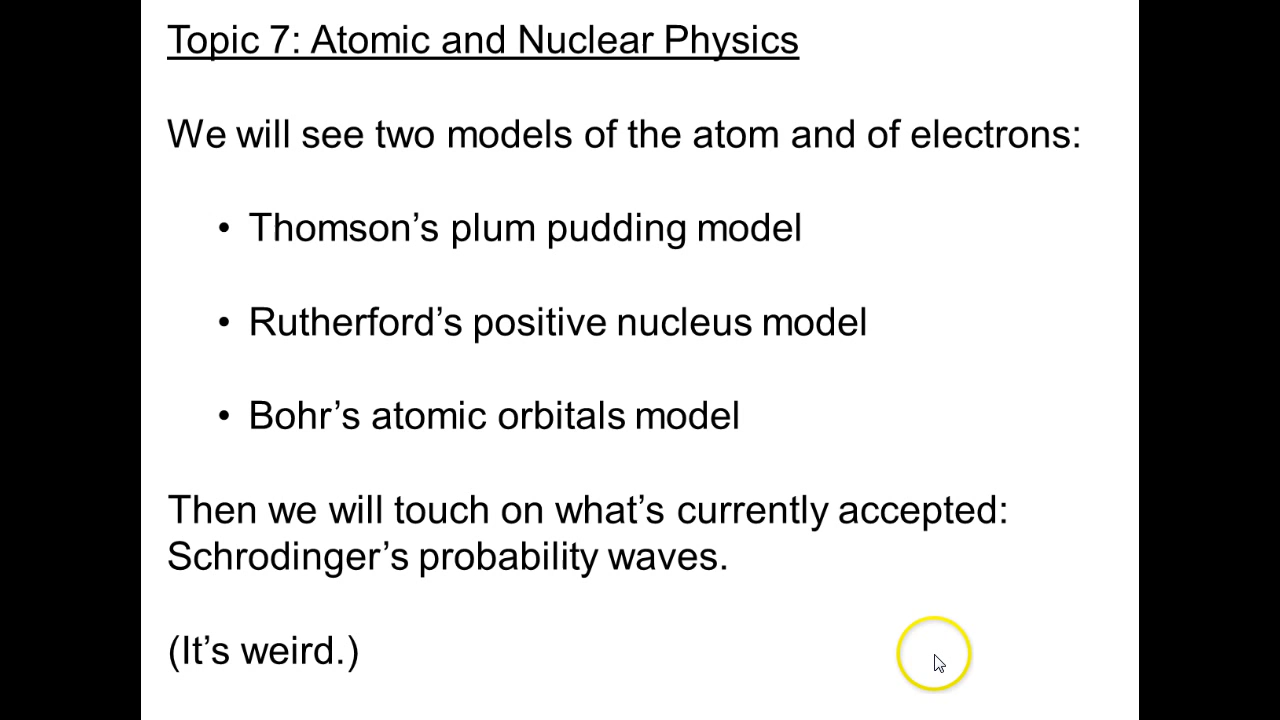 Topic 7: Atomic and Nuclear Physics
We will see two models of the atom and of electrons:
• Thomson’s plum pudding model
• Rutherford’s positive nucleus model
• Bohr’s atomic orbitals model
Then we will touch on what’s currently accepted:
Schrodinger’s probability waves.
(It’s weird.)